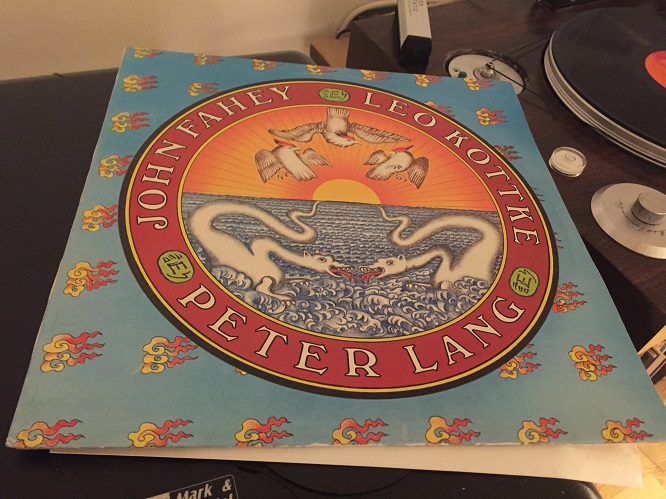 JOHN FAHEY
LEO KOTTKE
PETER LANG
Mark &